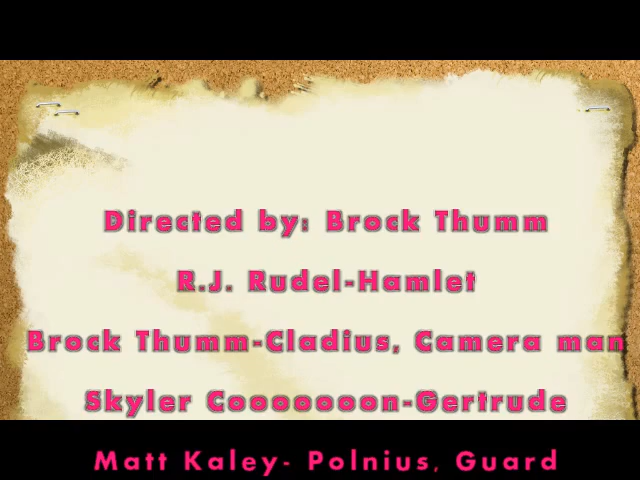 Directed by: Brock Thumm
R.J. Rudel-Hamlet
Brock Thumm-Cladius, Camera man
Skyler Coooooooon-Gertrude
Matt Kaley- Polnius, Guard